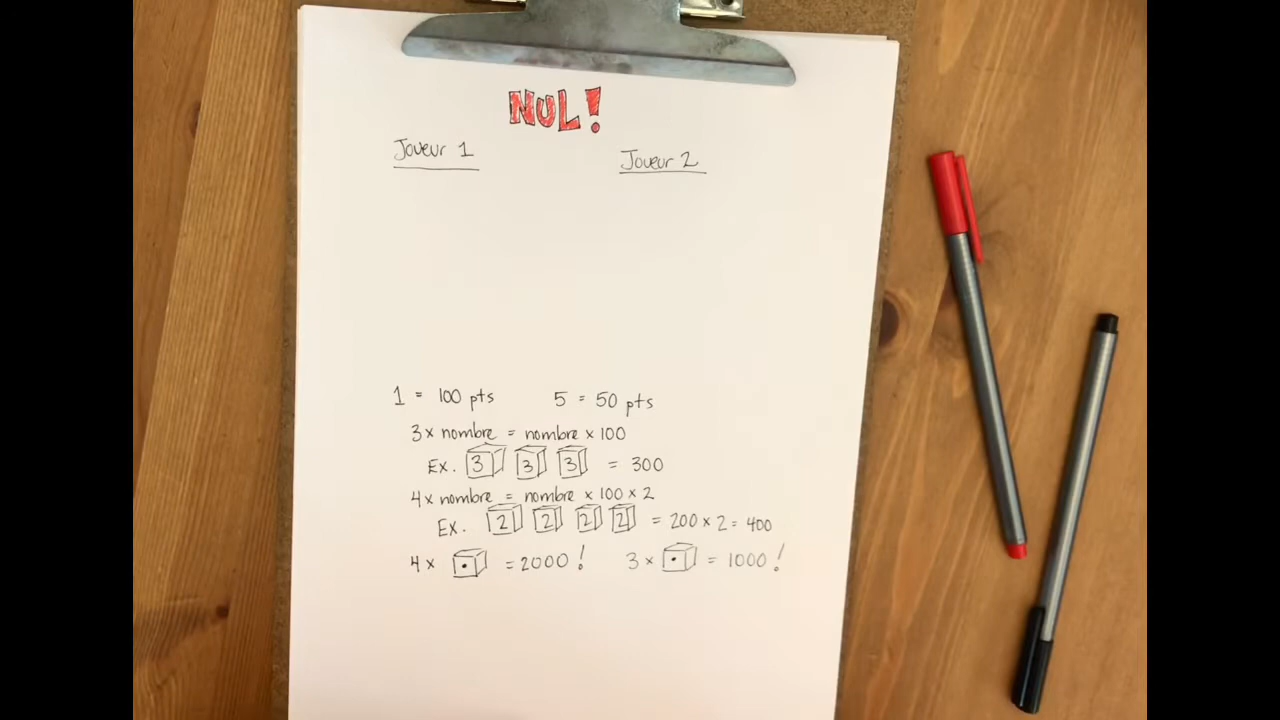 NUL!
Joueur 1 Joueur 2
1 = 100 pts 5 = 50 pts
3 x nombre = nombre x 100
Ex. 3 3 3 = 300
4 x nombre = nombre x 100 x 2
Ex. 2 2 2 2 = 200 x 2 = 400
4 x = 2000! 3 x = 1000!